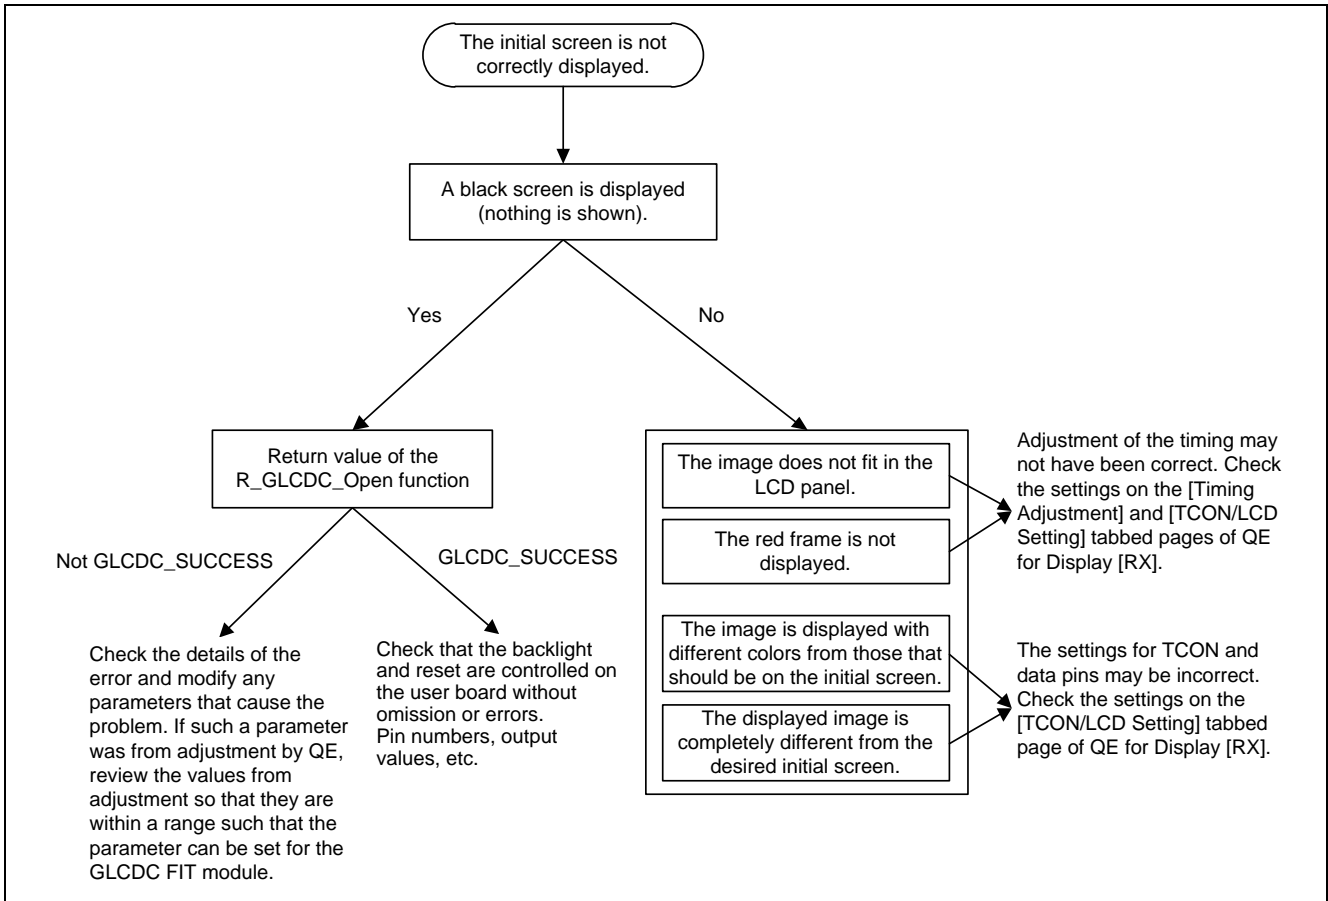 The initial screen is not
correctly displayed.
A black screen is displayed
(nothing is shown).
Yes
No
Return value of the
R_GLCDC_Open function
Not GLCDC_SUCCESS
GLCDC_SUCCESS
Check the details of the
error and modify any
parameters that cause the
problem. If such a parameter
was from adjustment by QE,
review the values from
adjustment so that they are
within a range such that the
parameter can be set for the
GLCDC FIT module.
Check that the backlight
and reset are controlled on
the user board without
omission or errors.
Pin numbers, output
values, etc.
The image does not fit in the
LCD panel.
The red frame is not
displayed.
Adjustment of the timing may
not have been correct. Check
the settings on the [Timing
Adjustment] and [TCON/LCD
Setting] tabbed pages of QE
for Display [RX].
The image is displayed with
different colors from those that
should be on the initial screen.
The displayed image is
completely different from the
desired initial screen.
The settings for TCON and
data pins may be incorrect.
Check the settings on the
[TCON/LCD Setting] tabbed
page of QE for Display [RX].